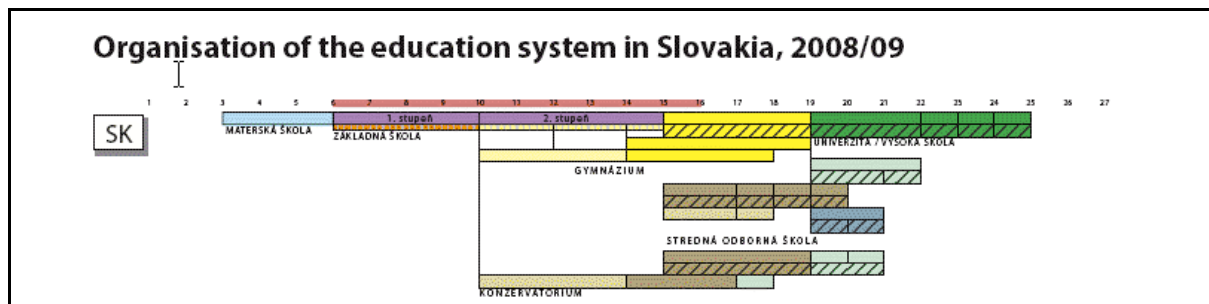 Organisation of the education system in Slovakia, 2008/09
1 2 3 4 5 6 7 8 9 10 11 12 13 14 15 16 17 18 19 20 21 22 23 24 25 26 27
SK
1. stupeň 2. stupeň
MATERSKÁ ŠKOLA ZÁKLADNÁ ŠKOLA UNIVERZITA / VYSOKÁ ŠKOLA
GYMNÁZIUM
STREDNÁ ODBORNÁ ŠKOLA
KONZERVATÓRIUM